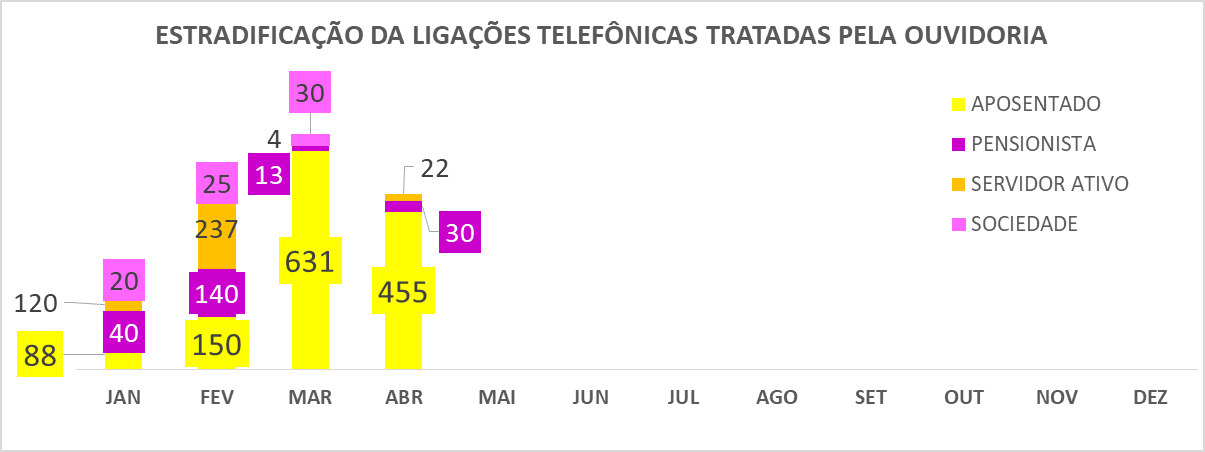 ESTRADIFICAÇÃO DA LIGAÇÕES TELEFÔNICAS TRATADAS PELA OUVIDORIA
30
APOSENTADO
4
PENSIONISTA
22
13
25
SERVIDOR ATIVO
237
SOCIEDADE
30
631
20
455
140
120
40
150
88
JAN FEV MAR ABR MAI JUN JUL AGO SET OUT NOV DEZ